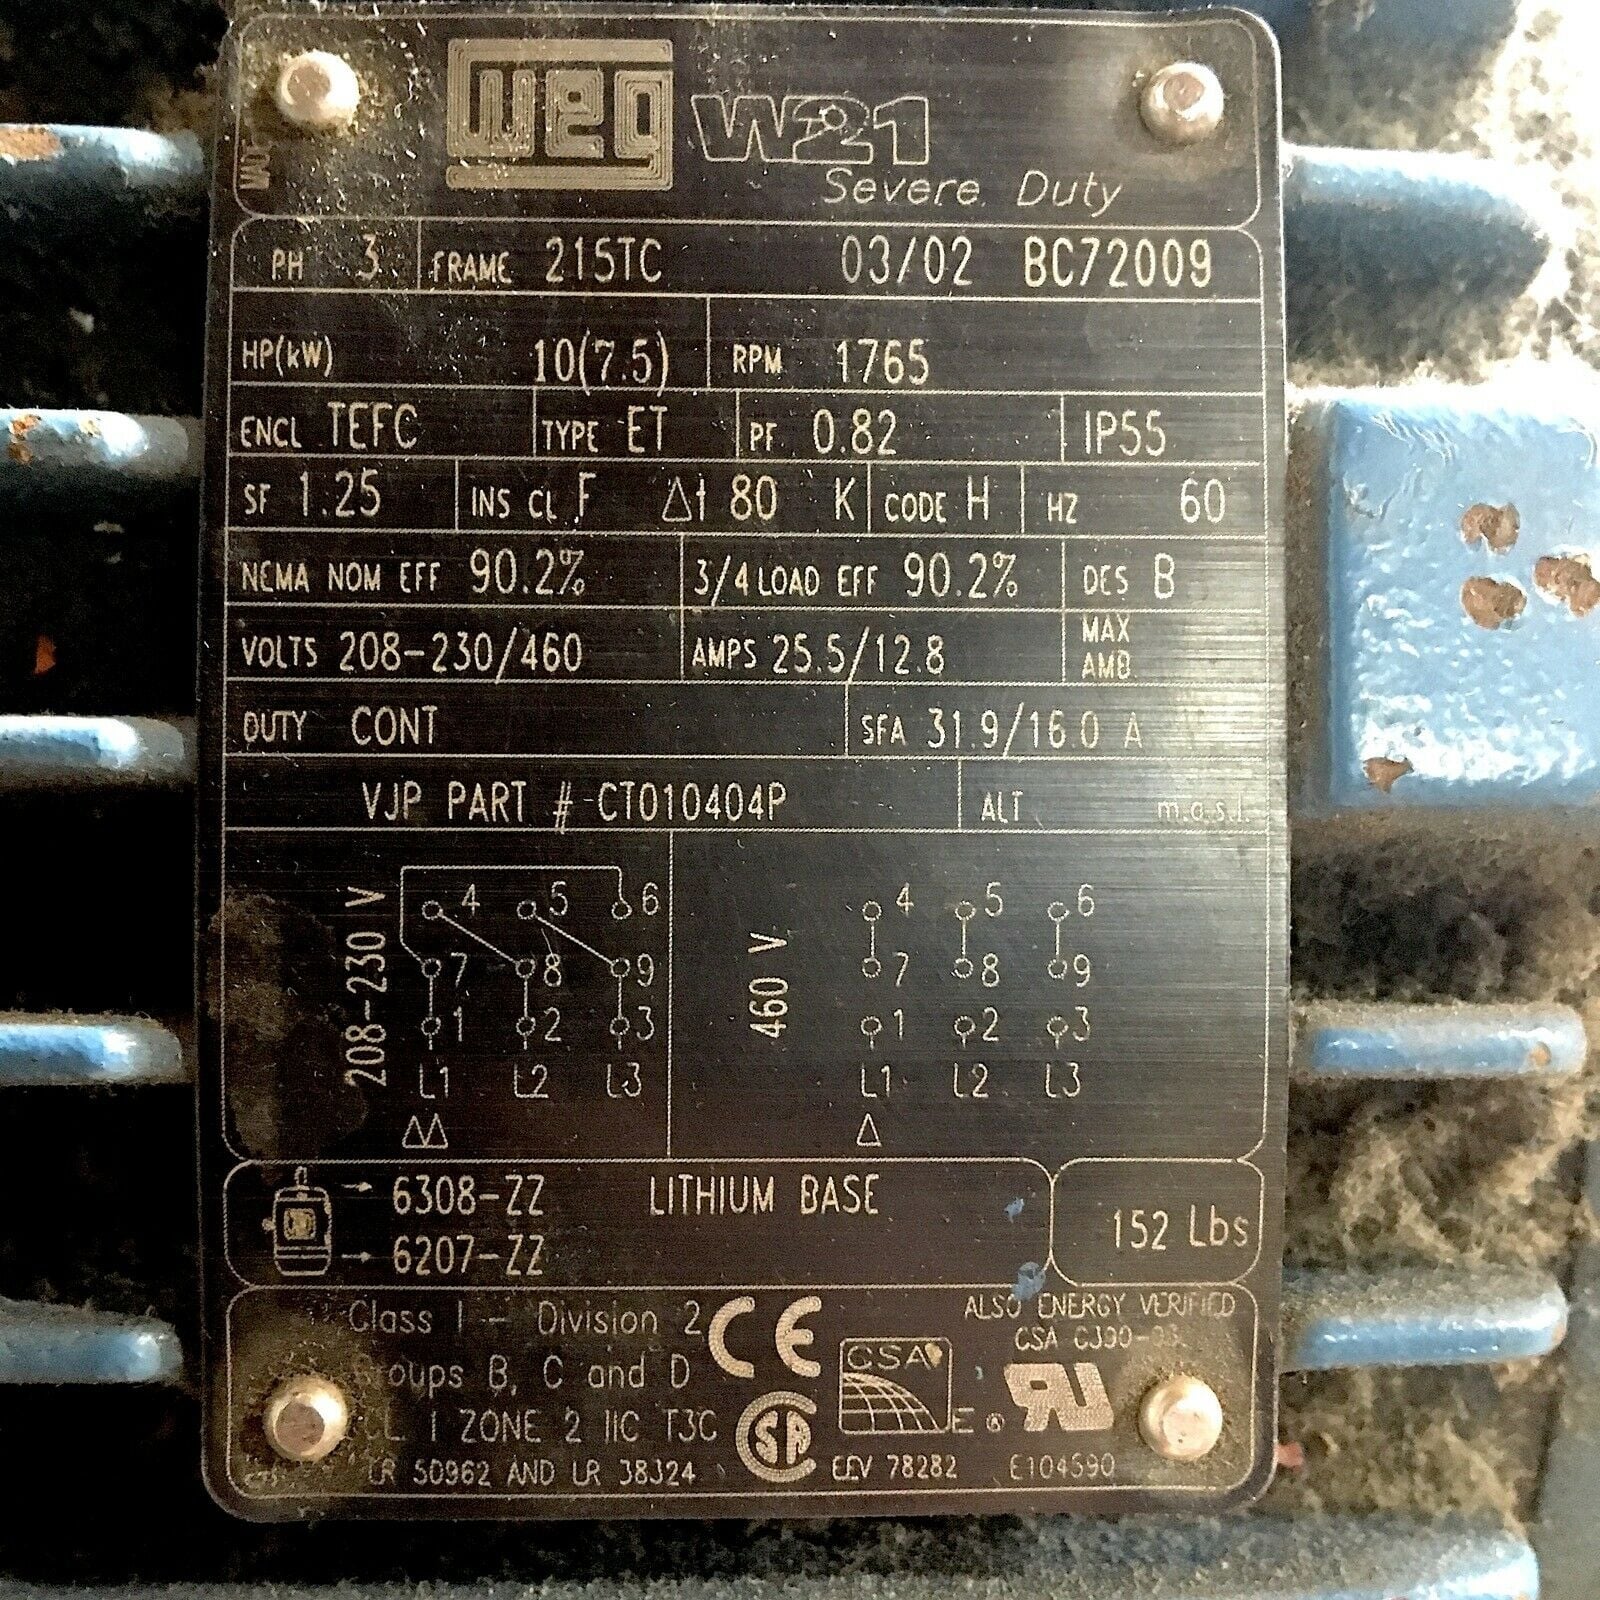 WEG W21
Severe Duty
PH 3 FRAME 215TC 03/02 BC72009
HP(kW) 10(7.5) RPM 1765
ENCL TEFC TYPE ET PF 0.82 IP55
SF 1.25 INS CL F Δt 80 K CODE H HZ 60
NEMA NOM EFF 90.2% 3/4 LOAD EFF 90.2% DES B
VOLTS 208-230/460 AMPS 25.5/12.8 MAX AMB.
DUTY CONT SFA 31.9/16.0 A
VJP PART # CT010404P ALT m.a.s.l.
208-230 V
4 5 6
7 8 9
1 2 3
L1 L2 L3
ΔΔ
460 V
4 5 6
7 8 9
1 2 3
L1 L2 L3
Δ
6308-ZZ LITHIUM BASE
6207-ZZ
152 Lbs
Class I - Division 2
Groups B, C and D
CL I ZONE 2 IIC T3C
LR 50962 AND LR 38324
CE
CSA
ALSO ENERGY VERIFIED
CSA C390-
CSA E ®
EEV 78282
RU
E104590